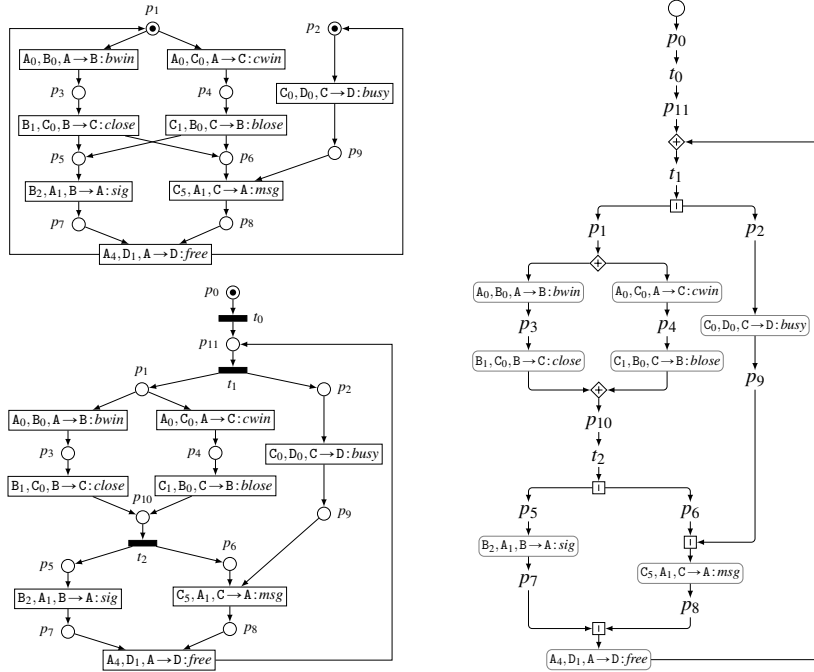 p1
p2
A0, B0, A → B: bwin
A0, C0, A → C: cwin
p3
p4
C0, D0, C → D: busy
B1, C0, B → C: close
C1, B0, C → B: blose
p5
p6
p9
B2, A1, B → A: sig
C5, A1, C → A: msg
p7
p8
A4, D1, A → D: free
p0
t0
p11
t1
p1
p2
A0, B0, A → B: bwin
A0, C0, A → C: cwin
p3
p4
C0, D0, C → D: busy
B1, C0, B → C: close
C1, B0, C → B: blose
p10
p9
t2
p5
p6
B2, A1, B → A: sig
C5, A1, C → A: msg
p7
p8
A4, D1, A → D: free
p0
t0
p11
+
t1
p1
p2
+
A0, B0, A → B: bwin
A0, C0, A → C: cwin
p3
p4
C0, D0, C → D: busy
B1, C0, B → C: close
C1, B0, C → B: blose
p9
+
p10
t2
p5
p6
B2, A1, B → A: sig
C5, A1, C → A: msg
p7
p8
A4, D1, A → D: free